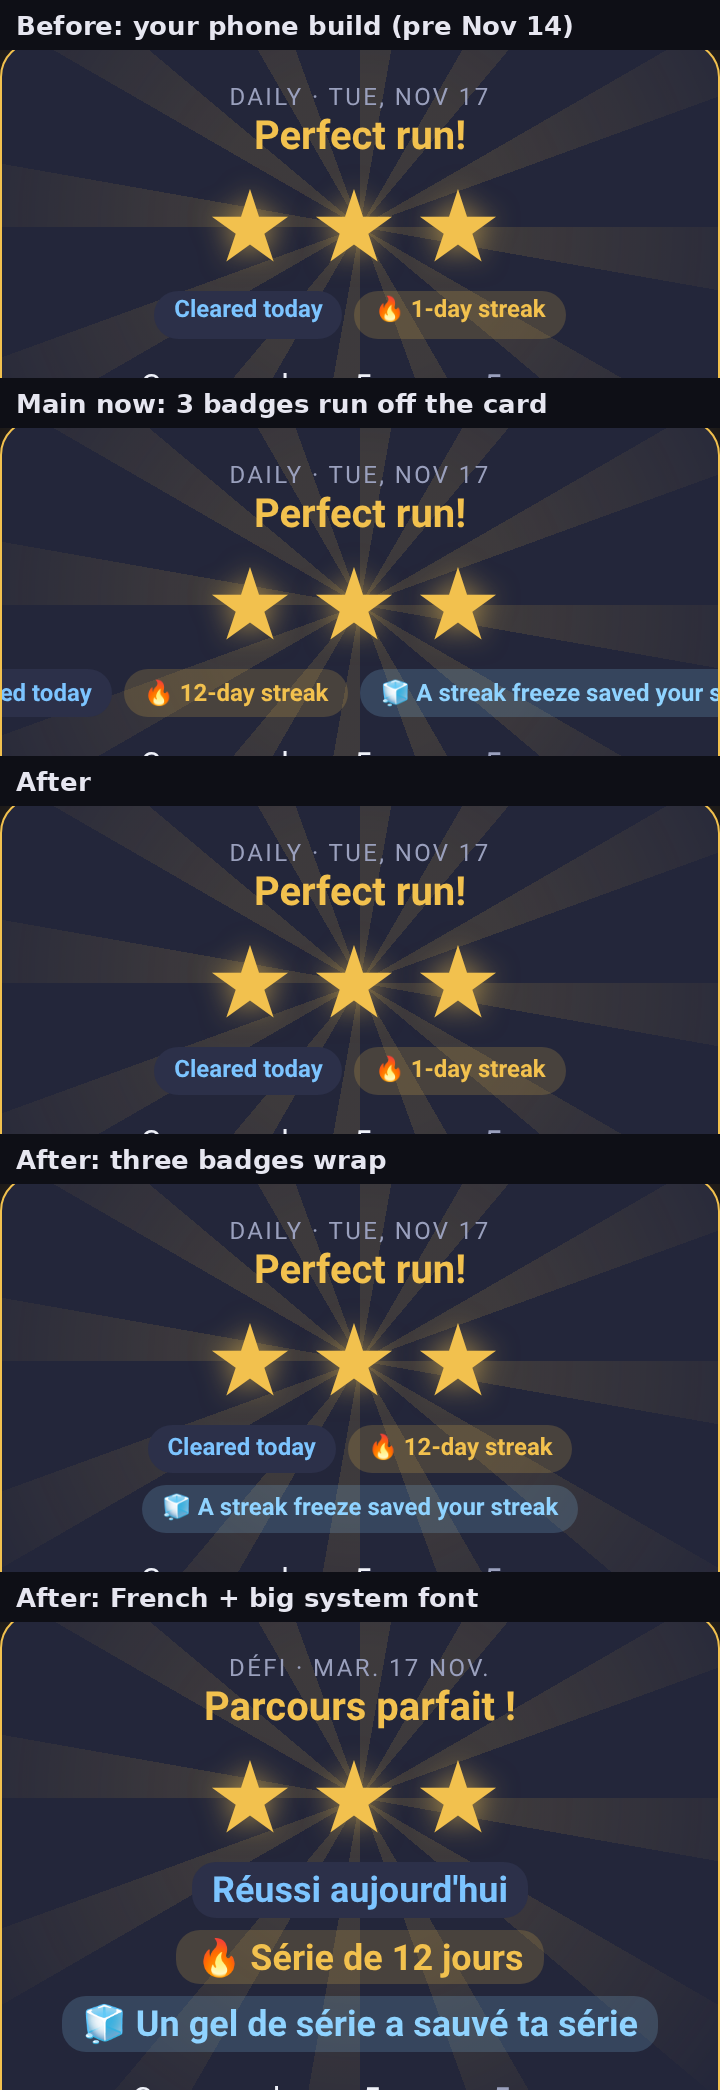 Before: your phone build (pre Nov 14)
DAILY · TUE, NOV 17
Perfect run!
Cleared today 🔥 1-day streak
Main now: 3 badges run off the card
DAILY · TUE, NOV 17
Perfect run!
ed today 🔥 12-day streak 🧊 A streak freeze saved your s
After
DAILY · TUE, NOV 17
Perfect run!
Cleared today 🔥 1-day streak
After: three badges wrap
DAILY · TUE, NOV 17
Perfect run!
Cleared today 🔥 12-day streak
🧊 A streak freeze saved your streak
After: French + big system font
DÉFI · MAR. 17 NOV.
Parcours parfait !
Réussi aujourd'hui
🔥 Série de 12 jours
🧊 Un gel de série a sauvé ta série